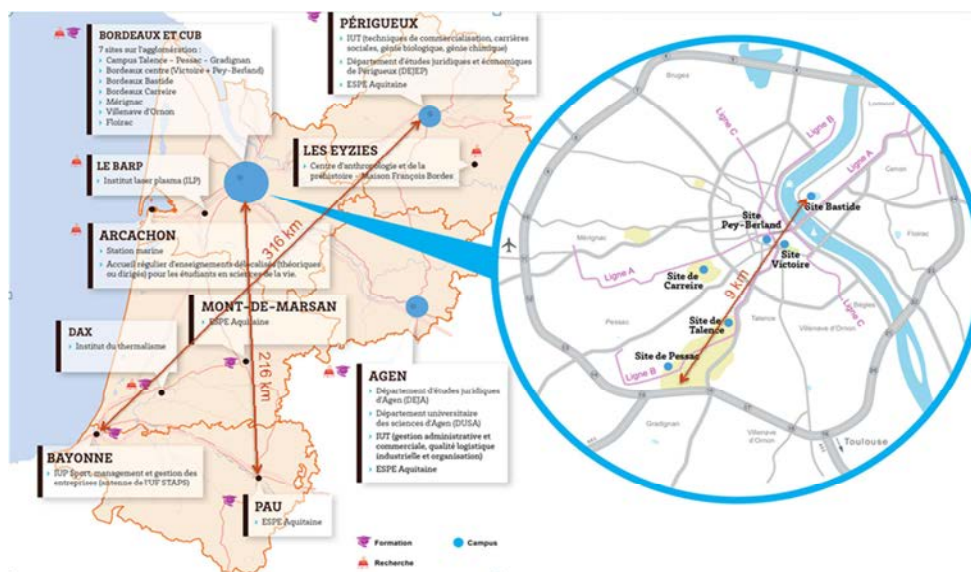 BORDEAUX ET CUB
7 sites sur l'agglomération :
Campus Talence – Pessac – Gradignan
Bordeaux centre (Victoire + Pey-Berland)
Bordeaux Bastide
Bordeaux Carreire
Mérignac
Villenave d'Ornon
Floirac
PÉRIGUEUX
IUT (techniques de commercialisation, carrières
sociales, génie biologique, génie chimique)
Département d'études juridiques et économiques
de Périgueux (DEJEP)
ESPE Aquitaine
LES EYZIES
Centre d'anthropologie et de la
préhistoire – Maison François Bordes
LE BARP
Institut laser plasma (ILP)
ARCACHON
Station marine
Accueil régulier d'enseignements délocalisés (théoriques
ou dirigés) pour les étudiants en sciences de la vie.
316 km
MONT-DE-MARSAN
ESPE Aquitaine
216 km
DAX
Institut du thermalisme
AGEN
Département d'études juridiques
d'Agen (DEJA)
Département universitaire
des sciences d'Agen (DUSA)
IUT (gestion administrative et
commerciale, qualité logistique
industrielle et organisation)
ESPE Aquitaine
BAYONNE
IUP Sport, management et gestion des
entreprises (antenne de l'UF STAPS)
PAU
ESPE Aquitaine
Formation
Campus
Recherche
Bruges
Ligne C
Ligne B
Ligne A
Cenon
Site Bastide
Site
Pey-Berland
Site
Victoire
Floirac
Mérignac
Ligne A
Site de
Carreire
9 km
Bègles
Ligne C
Pessac
Site de
Talence
Talence
Villenave d'Ornon
Site de Pessac
Ligne B
Gradignan
Villenave
d'Ornon
Toulouse